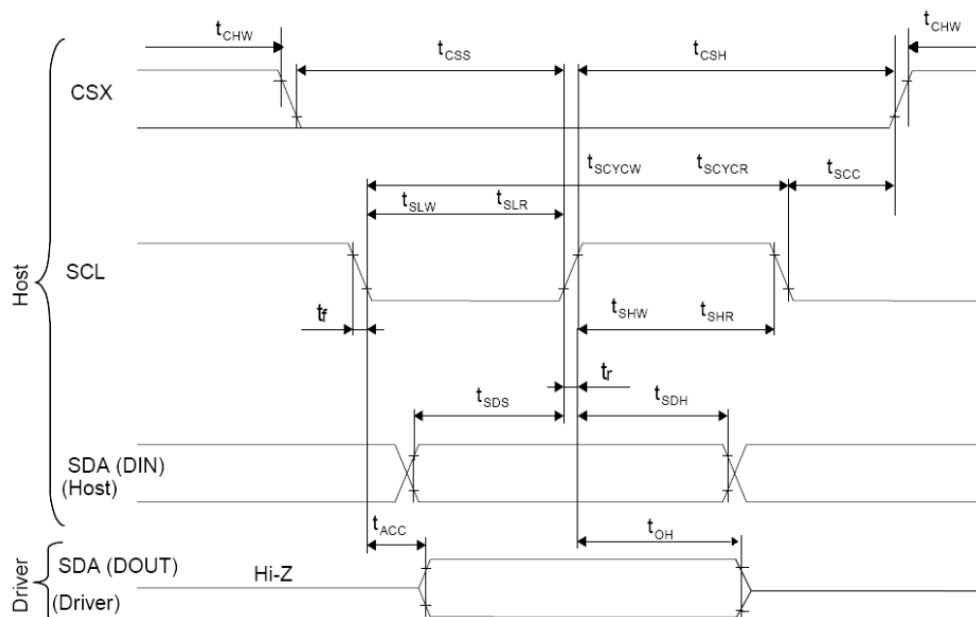 tCHW
tCHW
tCSS
tCSH
CSX
tSCYCW
tSCYCR
tSCC
tSLW
tSLR
Host
SCL
tf
tSHW
tSHR
tr
tSDS
tSDH
SDA (DIN)
(Host)
tACC
tOH
Driver
SDA (DOUT)
Hi-Z
(Driver)